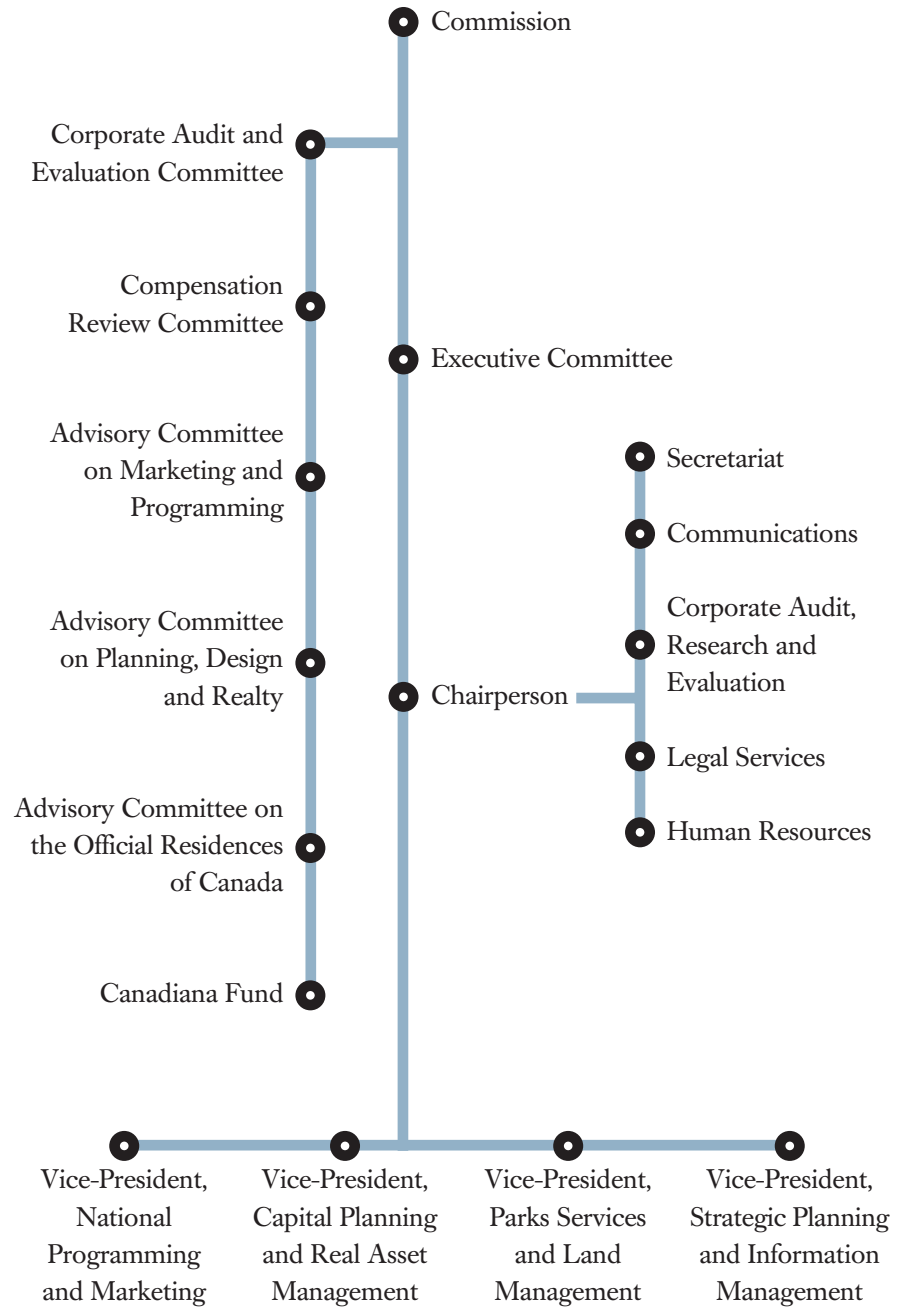 Commission
Corporate Audit and
Evaluation Committee
Compensation
Review Committee
Executive Committee
Advisory Committee
on Marketing and
Programming
Secretariat
Communications
Corporate Audit,
Research and
Evaluation
Advisory Committee
on Planning, Design
and Realty
Chairperson
Legal Services
Human Resources
Advisory Committee on
the Official Residences
of Canada
Canadiana Fund
Vice-President,
National
Programming
and Marketing
Vice-President,
Capital Planning
and Real Asset
Management
Vice-President,
Parks Services
and Land
Management
Vice-President,
Strategic Planning
and Information
Management